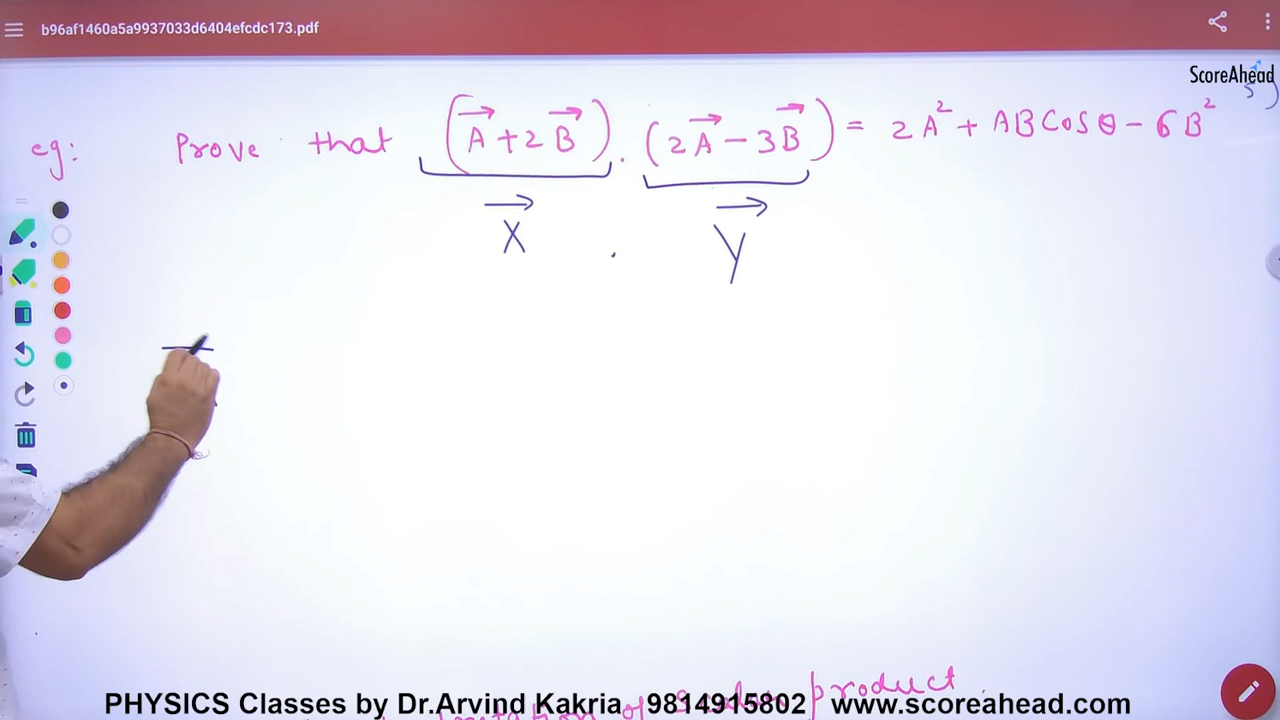 b96af1460a5a9937033d6404efcdc173.pdf
ScoreAhead
eg: Prove that (A⃗ + 2B⃗) . (2A⃗ − 3B⃗) = 2A² + AB Cos θ − 6B²
X⃗ . Y⃗
of product
PHYSICS Classes by Dr.Arvind Kakria 9814915802 www.scoreahead.com